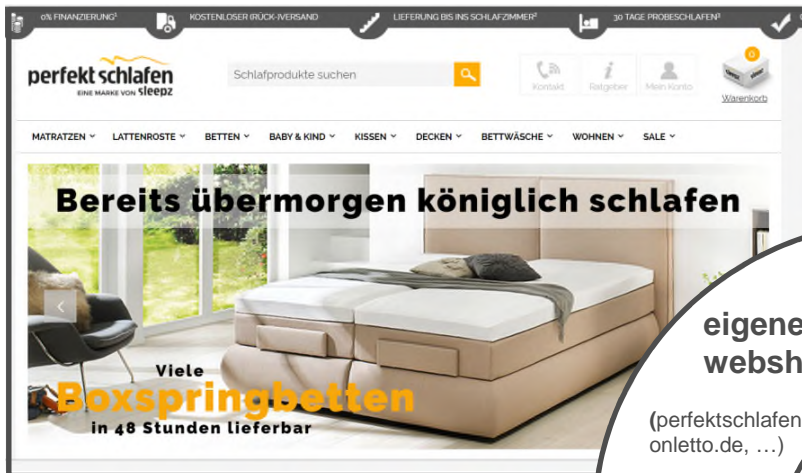 0% FINANZIERUNG¹ KOSTENLOSER (RÜCK-)VERSAND LIEFERUNG BIS INS SCHLAFZIMMER² 30 TAGE PROBESCHLAFEN³
perfekt schlafen
EINE MARKE VON sleepz
Schlafprodukte suchen
Kontakt Ratgeber Mein Konto
0
Warenkorb
MATRATZEN LATTENROSTE BETTEN BABY & KIND KISSEN DECKEN BETTWÄSCHE WOHNEN SALE
Bereits übermorgen königlich schlafen
Viele
Boxspringbetten
in 48 Stunden lieferbar
eigene
websh
(perfektschlafen
onletto.de, …)